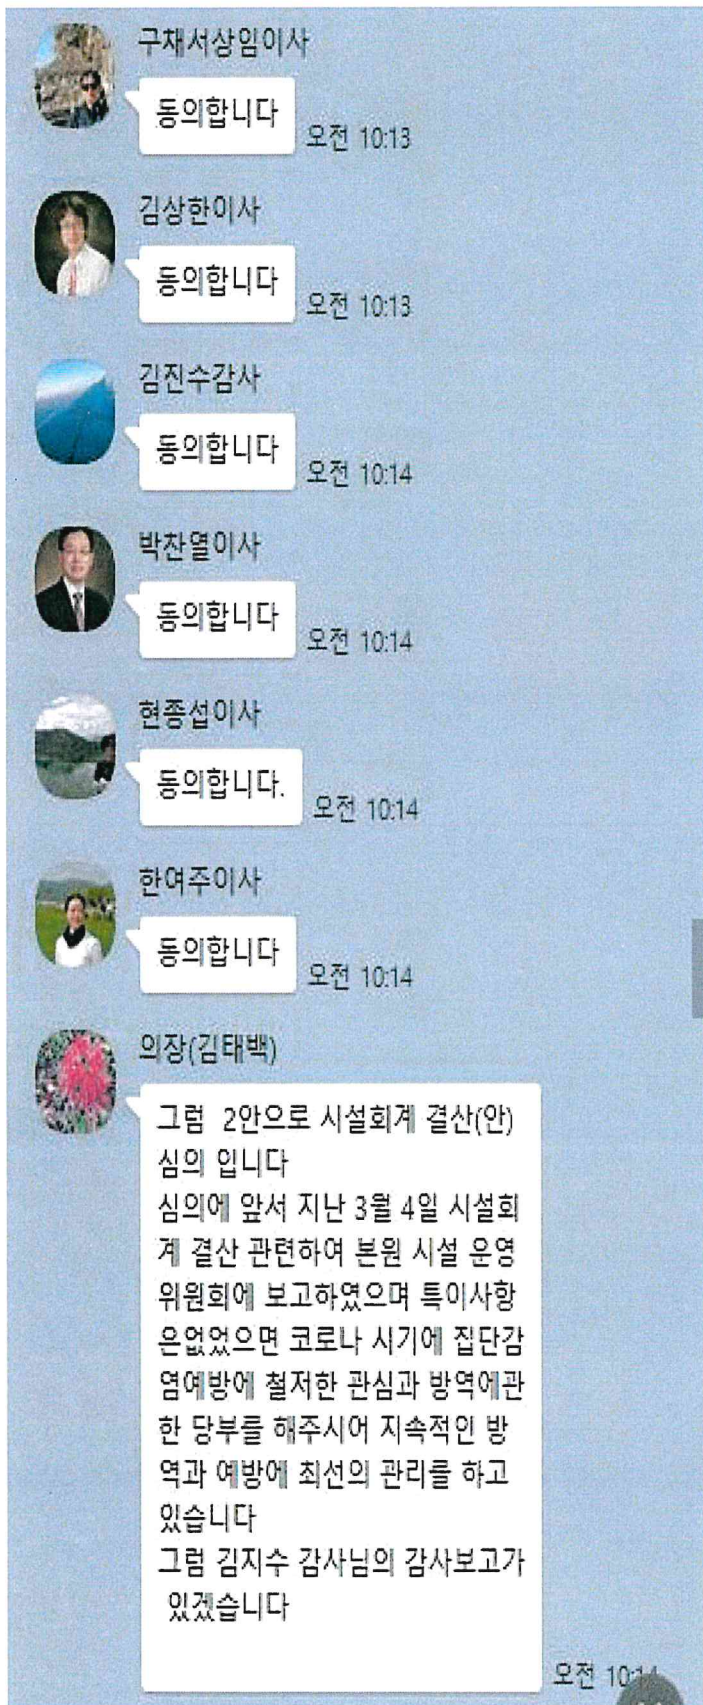 구채서상임이사
동의합니다
오전 10:13
김상한이사
동의합니다
오전 10:13
김진수감사
동의합니다
오전 10:14
박찬열이사
동의합니다
오전 10:14
현종섭이사
동의합니다.
오전 10:14
한여주이사
동의합니다
오전 10:14
의장(김태백)
그럼 2안으로 시설회계 결산(안)
심의 입니다
심의에 앞서 지난 3월 4일 시설회
계 결산 관련하여 본원 시설 운영
위원회에 보고하였으며 특이사항
은없었으면 코로나 시기에 집단감
염예방에 철저한 관심과 방역에관
한 당부를 해주시어 지속적인 방
역과 예방에 최선의 관리를 하고
있습니다
그럼 김지수 감사님의 감사보고가
있겠습니다
오전 10:14